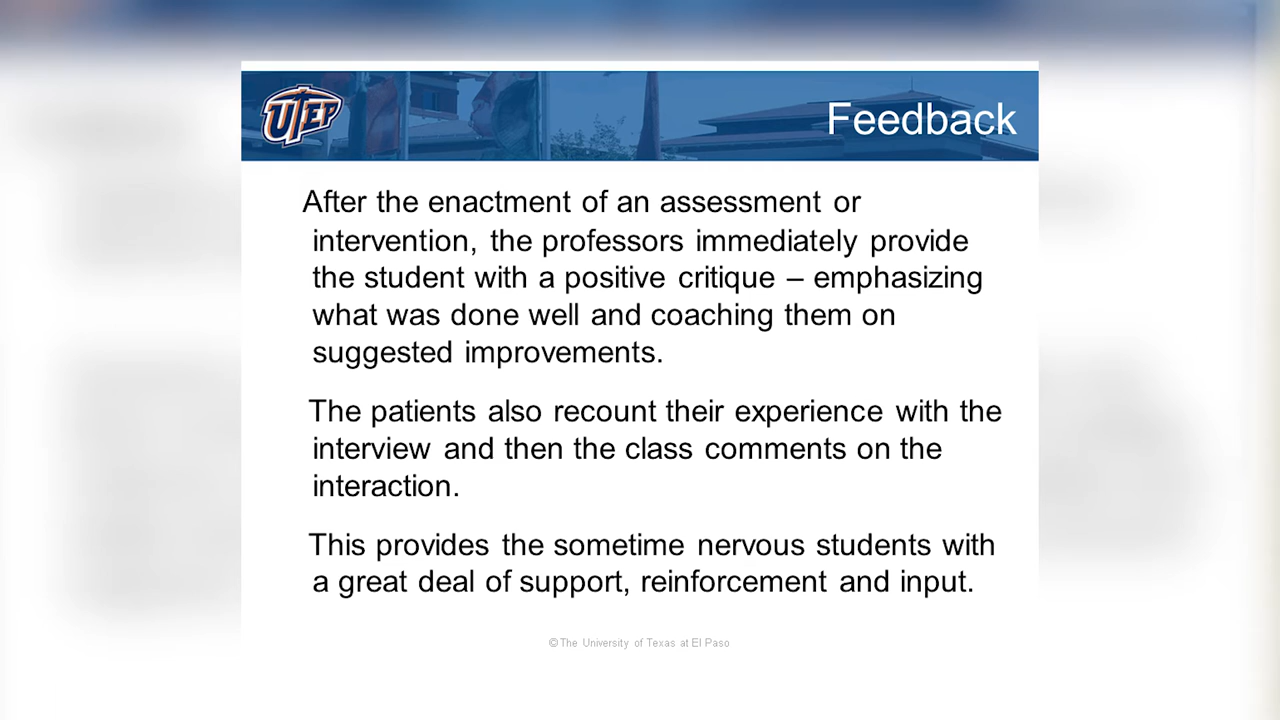 UTEP
Feedback
After the enactment of an assessment or
intervention, the professors immediately provide
the student with a positive critique – emphasizing
what was done well and coaching them on
suggested improvements.
The patients also recount their experience with the
interview and then the class comments on the
interaction.
This provides the sometime nervous students with
a great deal of support, reinforcement and input.
© The University of Texas at El Paso